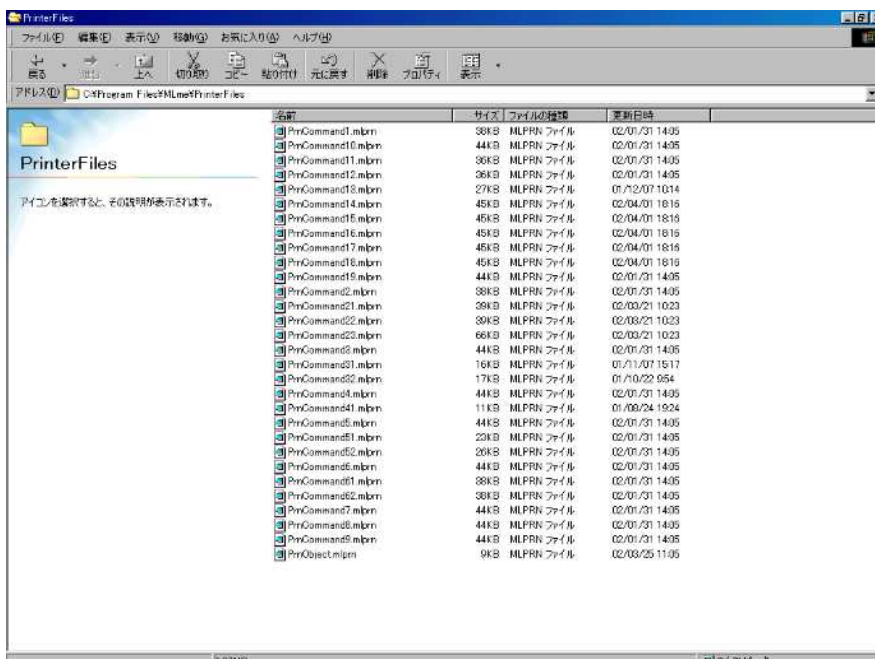 PrinterFiles
ファイル(F) 編集(E) 表示(V) 移動(G) お気に入り(A) ヘルプ(H)
戻る 上へ 切り取り コピー 貼り付け 元に戻す 削除 プロパティ 表示
アドレス(D) C:¥Program Files¥MLme¥PrinterFiles
名前 サイズ ファイルの種類 更新日時
PrinterFiles
アイコンを選択すると、その説明が表示されます。
PrnCommand1.mlprn 38KB MLPRN ファイル 02/01/31 14:05
PrnCommand10.mlprn 44KB MLPRN ファイル 02/01/31 14:05
PrnCommand11.mlprn 36KB MLPRN ファイル 02/01/31 14:05
PrnCommand12.mlprn 36KB MLPRN ファイル 02/01/31 14:05
PrnCommand13.mlprn 27KB MLPRN ファイル 01/12/07 10:14
PrnCommand14.mlprn 45KB MLPRN ファイル 02/04/01 18:16
PrnCommand15.mlprn 45KB MLPRN ファイル 02/04/01 18:16
PrnCommand16.mlprn 45KB MLPRN ファイル 02/04/01 18:16
PrnCommand17.mlprn 45KB MLPRN ファイル 02/04/01 18:16
PrnCommand18.mlprn 45KB MLPRN ファイル 02/04/01 18:16
PrnCommand19.mlprn 44KB MLPRN ファイル 02/01/31 14:05
PrnCommand2.mlprn 38KB MLPRN ファイル 02/01/31 14:05
PrnCommand21.mlprn 39KB MLPRN ファイル 02/03/21 10:23
PrnCommand22.mlprn 39KB MLPRN ファイル 02/03/21 10:23
PrnCommand23.mlprn 66KB MLPRN ファイル 02/03/21 10:23
PrnCommand3.mlprn 44KB MLPRN ファイル 02/01/31 14:05
PrnCommand31.mlprn 16KB MLPRN ファイル 01/11/07 15:17
PrnCommand32.mlprn 17KB MLPRN ファイル 01/10/22 9:54
PrnCommand4.mlprn 44KB MLPRN ファイル 02/01/31 14:05
PrnCommand41.mlprn 11KB MLPRN ファイル 01/08/24 19:24
PrnCommand5.mlprn 44KB MLPRN ファイル 02/01/31 14:05
PrnCommand51.mlprn 23KB MLPRN ファイル 02/01/31 14:05
PrnCommand52.mlprn 26KB MLPRN ファイル 02/01/31 14:05
PrnCommand6.mlprn 44KB MLPRN ファイル 02/01/31 14:05
PrnCommand61.mlprn 38KB MLPRN ファイル 02/01/31 14:05
PrnCommand62.mlprn 38KB MLPRN ファイル 02/01/31 14:05
PrnCommand7.mlprn 44KB MLPRN ファイル 02/01/31 14:05
PrnCommand8.mlprn 44KB MLPRN ファイル 02/01/31 14:05
PrnCommand9.mlprn 44KB MLPRN ファイル 02/01/31 14:05
PrnObject.mlprn 9KB MLPRN ファイル 02/03/25 11:05